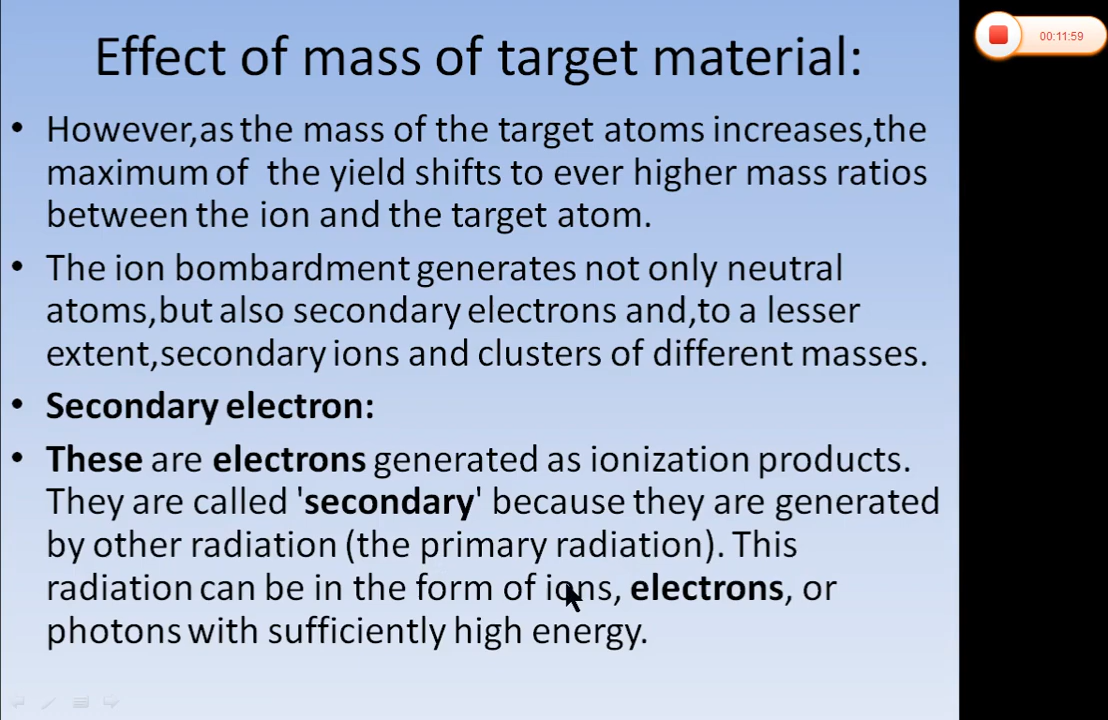 Effect of mass of target material:
• However,as the mass of the target atoms increases,the
maximum of the yield shifts to ever higher mass ratios
between the ion and the target atom.
• The ion bombardment generates not only neutral
atoms,but also secondary electrons and,to a lesser
extent,secondary ions and clusters of different masses.
• Secondary electron:
• These are electrons generated as ionization products.
They are called 'secondary' because they are generated
by other radiation (the primary radiation). This
radiation can be in the form of ions, electrons, or
photons with sufficiently high energy.
00:11:59